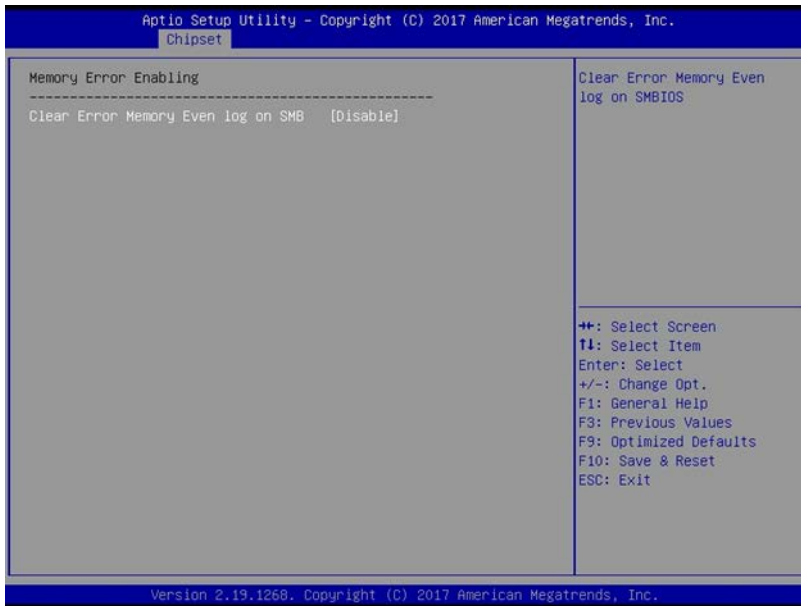 Aptio Setup Utility – Copyright (C) 2017 American Megatrends, Inc.
Chipset
Memory Error Enabling
--------------------------------------------------
Clear Error Memory Even log on SMB [Disable]
Clear Error Memory Even
log on SMBIOS
→←: Select Screen
↑↓: Select Item
Enter: Select
+/-: Change Opt.
F1: General Help
F3: Previous Values
F9: Optimized Defaults
F10: Save & Reset
ESC: Exit
Version 2.19.1268. Copyright (C) 2017 American Megatrends, Inc.